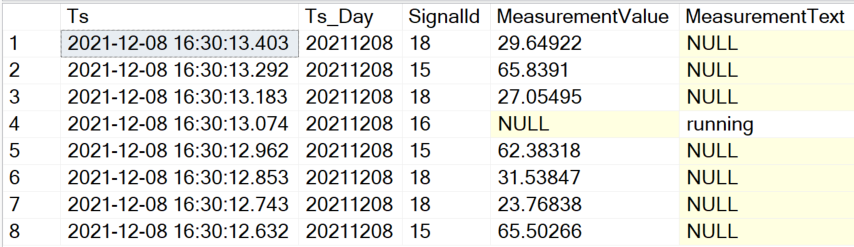 Ts Ts_Day SignalId MeasurementValue MeasurementText
1 2021-12-08 16:30:13.403 20211208 18 29.64922 NULL
2 2021-12-08 16:30:13.292 20211208 15 65.8391 NULL
3 2021-12-08 16:30:13.183 20211208 18 27.05495 NULL
4 2021-12-08 16:30:13.074 20211208 16 NULL running
5 2021-12-08 16:30:12.962 20211208 15 62.38318 NULL
6 2021-12-08 16:30:12.853 20211208 18 31.53847 NULL
7 2021-12-08 16:30:12.743 20211208 18 23.76838 NULL
8 2021-12-08 16:30:12.632 20211208 15 65.50266 NULL